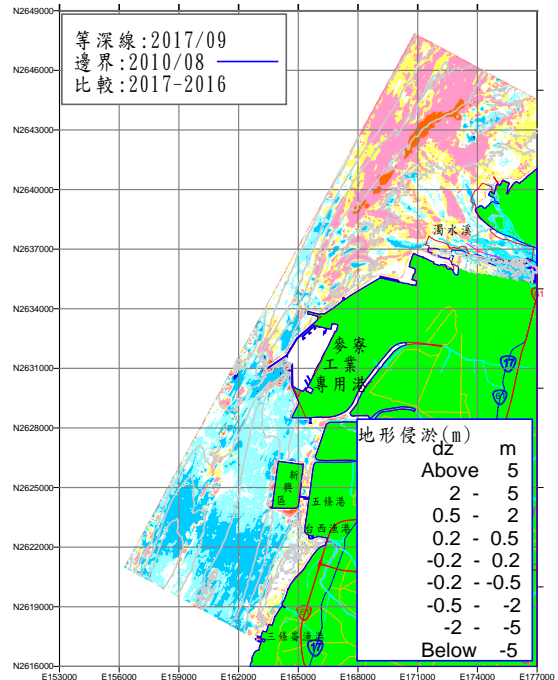 等深線:2017/09
邊界:2010/08
比較:2017-2016
N2649000
N2646000
N2643000
N2640000
N2637000
N2634000
N2631000
N2628000
N2625000
N2622000
N2619000
N2616000
濁水溪
61
麥寮
工業
專用港
17
新興區
五條港
台西漁港
三條崙漁港
17
地形侵淤(m)
dz m
Above 5
2 - 5
0.5 - 2
0.2 - 0.5
-0.2 - 0.2
-0.2 - -0.5
-0.5 - -2
-2 - -5
Below -5
E153000 E156000 E159000 E162000 E165000 E168000 E171000 E174000 E177000